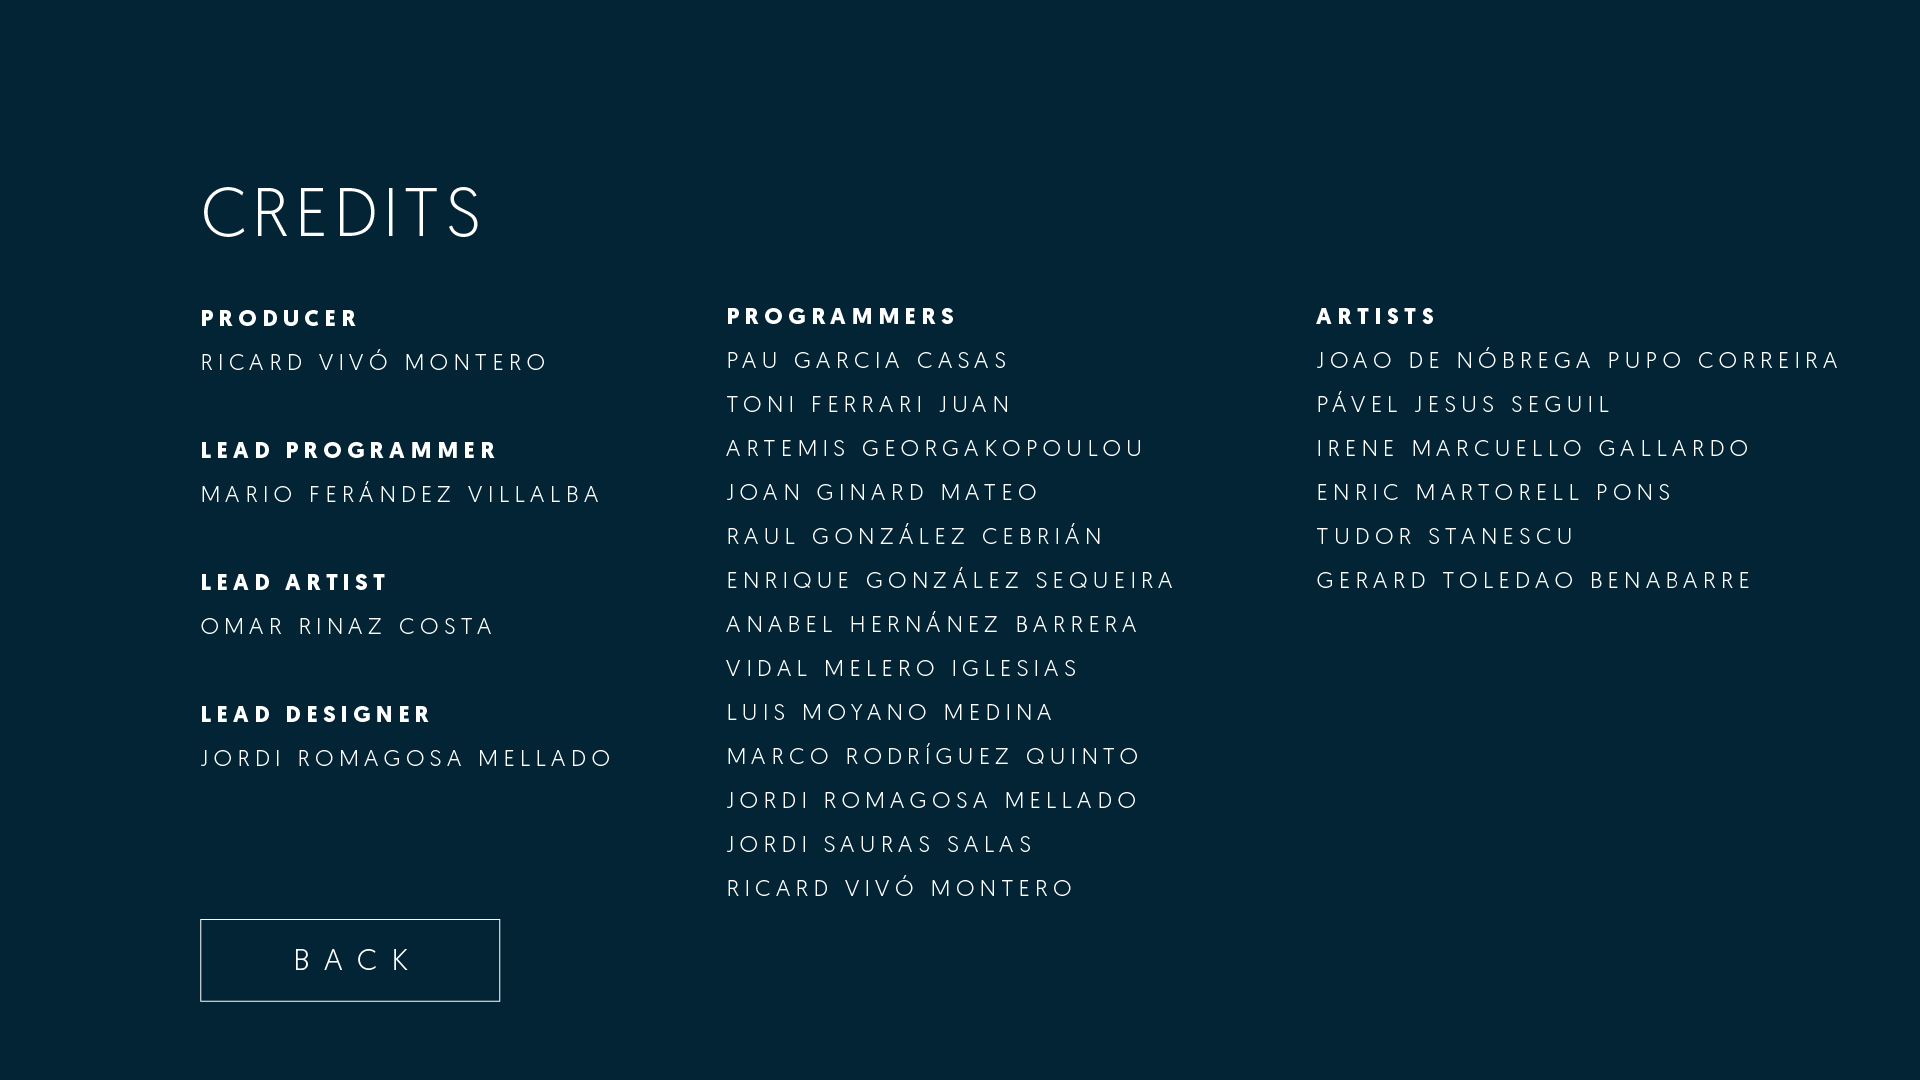 CREDITS
PRODUCER
RICARD VIVÓ MONTERO
LEAD PROGRAMMER
MARIO FERÁNDEZ VILLALBA
LEAD ARTIST
OMAR RINAZ COSTA
LEAD DESIGNER
JORDI ROMAGOSA MELLADO
PROGRAMMERS
PAU GARCIA CASAS
TONI FERRARI JUAN
ARTEMIS GEORGAKOPOULOU
JOAN GINARD MATEO
RAUL GONZÁLEZ CEBRIÁN
ENRIQUE GONZÁLEZ SEQUEIRA
ANABEL HERNÁNEZ BARRERA
VIDAL MELERO IGLESIAS
LUIS MOYANO MEDINA
MARCO RODRÍGUEZ QUINTO
JORDI ROMAGOSA MELLADO
JORDI SAURAS SALAS
RICARD VIVÓ MONTERO
ARTISTS
JOAO DE NÓBREGA PUPO CORREIRA
PÁVEL JESUS SEGUIL
IRENE MARCUELLO GALLARDO
ENRIC MARTORELL PONS
TUDOR STANESCU
GERARD TOLEDAO BENABARRE
BACK